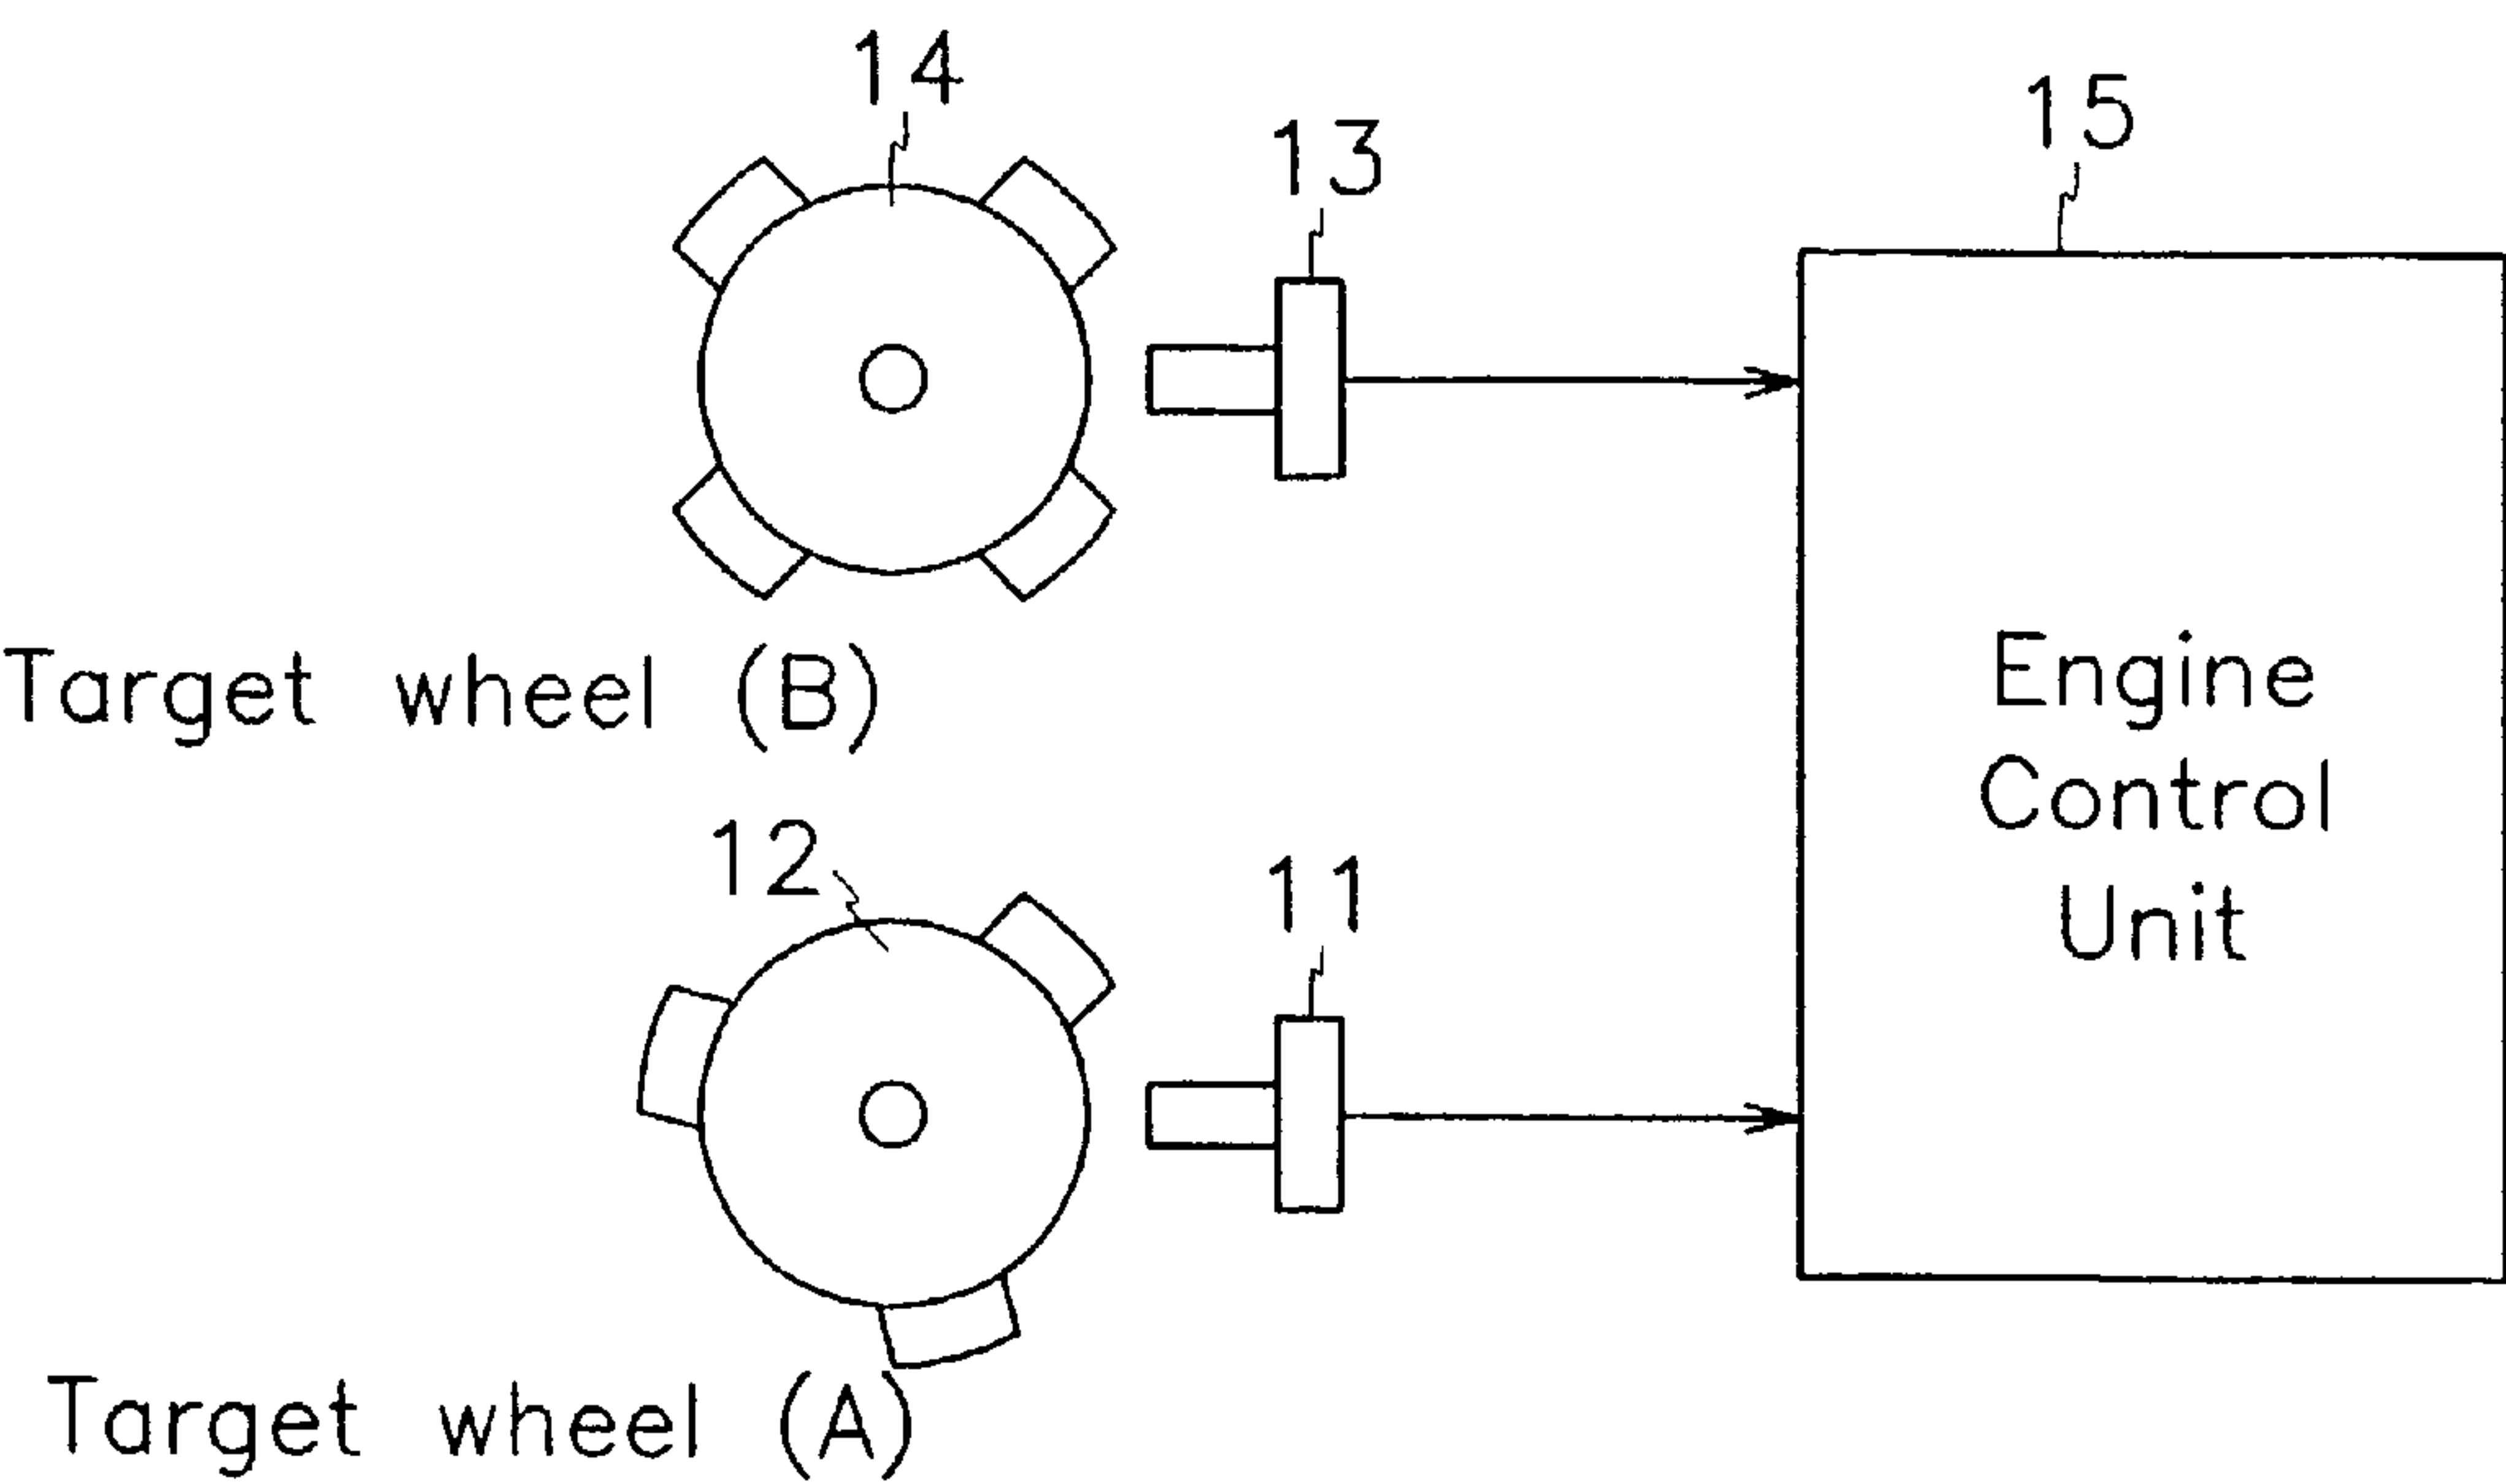 14
13
15
Target wheel (B)
Engine
Control
Unit
12
11
Target wheel (A)